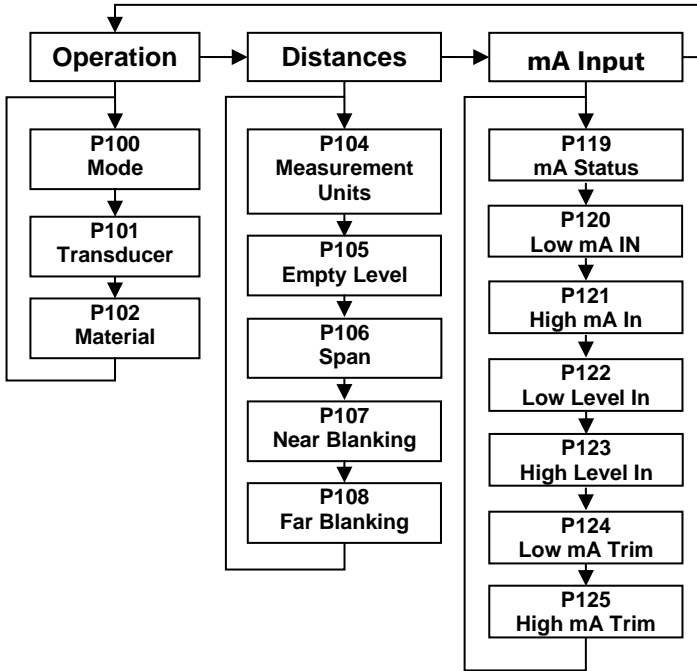 Operation
Distances
mA Input
P100
Mode
P101
Transducer
P102
Material
P104
Measurement
Units
P105
Empty Level
P106
Span
P107
Near Blanking
P108
Far Blanking
P119
mA Status
P120
Low mA IN
P121
High mA In
P122
Low Level In
P123
High Level In
P124
Low mA Trim
P125
High mA Trim